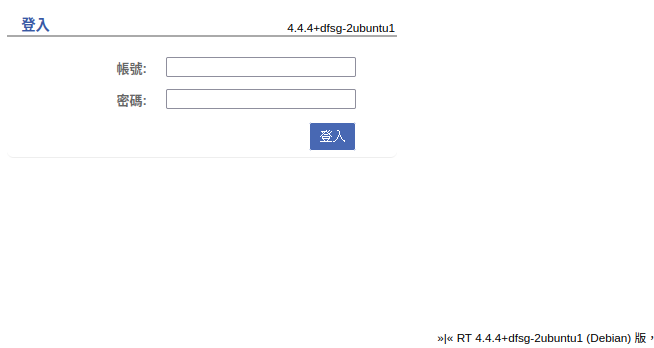 登入
4.4.4+dfsg-2ubuntu1
帳號:
密碼:
登入
»|« RT 4.4.4+dfsg-2ubuntu1 (Debian) 版，